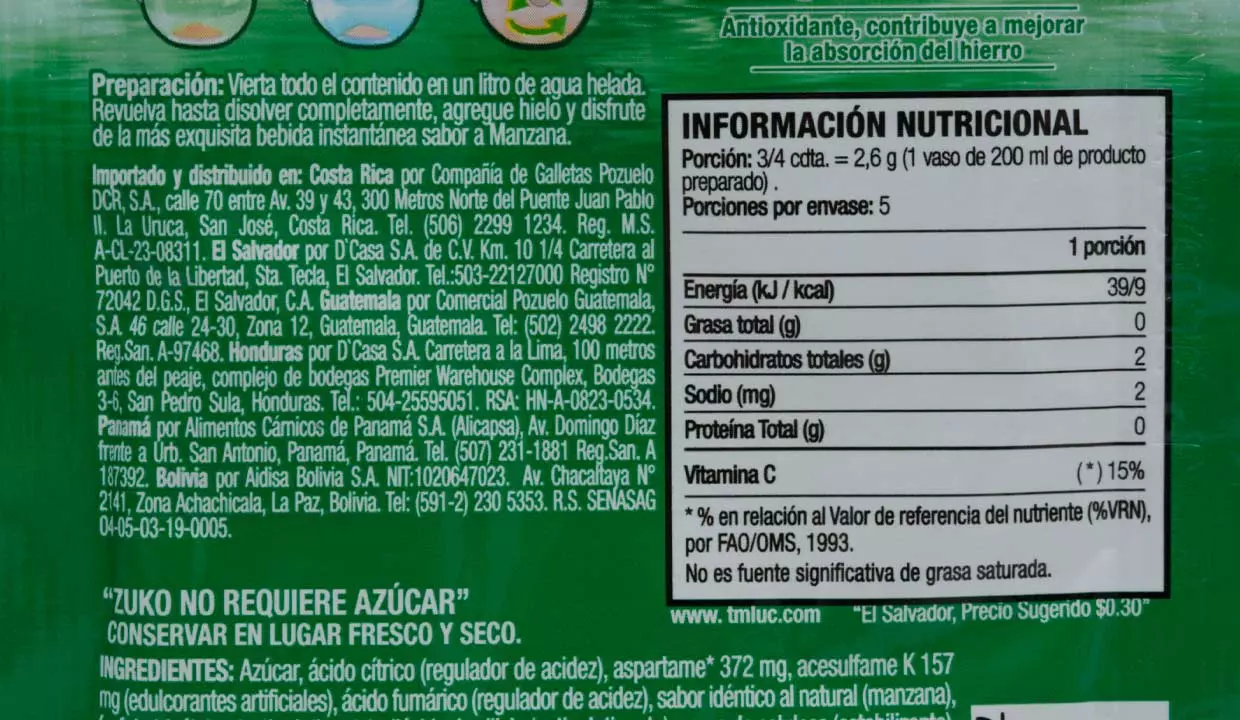 Antioxidante, contribuye a mejorar
la absorción del hierro
Preparación: Vierta todo el contenido en un litro de agua helada.
Revuelva hasta disolver completamente, agregue hielo y disfrute
de la más exquisita bebida instantánea sabor a Manzana.
Importado y distribuido en: Costa Rica por Compañía de Galletas Pozuelo
DCR, S.A., calle 70 entre Av. 39 y 43, 300 Metros Norte del Puente Juan Pablo
II. La Uruca, San José, Costa Rica. Tel. (506) 2299 1234. Reg. M.S.
A-CL-23-08311. El Salvador por D'Casa S.A. de C.V. Km. 10 1/4 Carretera al
Puerto de la Libertad, Sta. Tecla, El Salvador. Tel.:503-22127000 Registro N°
72042 D.G.S., El Salvador, C.A. Guatemala por Comercial Pozuelo Guatemala,
S.A. 46 calle 24-30, Zona 12, Guatemala, Guatemala. Tel: (502) 2498 2222.
Reg.San. A-97468. Honduras por D'Casa S.A. Carretera a la Lima, 100 metros
antes del peaje, complejo de bodegas Premier Warehouse Complex, Bodegas
3-6, San Pedro Sula, Honduras. Tel.: 504-25595051. RSA: HN-A-0823-0534.
Panamá por Alimentos Cárnicos de Panamá S.A. (Alicapsa), Av. Domingo Díaz
frente a Urb. San Antonio, Panamá, Panamá. Tel. (507) 231-1881 Reg.San. A
187392. Bolivia por Aidisa Bolivia S.A. NIT:1020647023. Av. Chacaltaya N°
2141, Zona Achachicala, La Paz, Bolivia. Tel: (591-2) 230 5353. R.S. SENASAG
04-05-03-19-0005.
"ZUKO NO REQUIERE AZÚCAR"
CONSERVAR EN LUGAR FRESCO Y SECO.
INFORMACIÓN NUTRICIONAL
Porción: 3/4 cdta. = 2,6 g (1 vaso de 200 ml de producto
preparado) .
Porciones por envase: 5
1 porción
Energía (kJ / kcal) 39/9
Grasa total (g) 0
Carbohidratos totales (g) 2
Sodio (mg) 2
Proteína Total (g) 0
Vitamina C (*) 15%
* % en relación al Valor de referencia del nutriente (%VRN),
por FAO/OMS, 1993.
No es fuente significativa de grasa saturada.
www. tmluc.com "El Salvador, Precio Sugerido $0.30"
INGREDIENTES: Azúcar, ácido cítrico (regulador de acidez), aspartame* 372 mg, acesulfame K 157
mg (edulcorantes artificiales), ácido fumárico (regulador de acidez), sabor idéntico al natural (manzana),